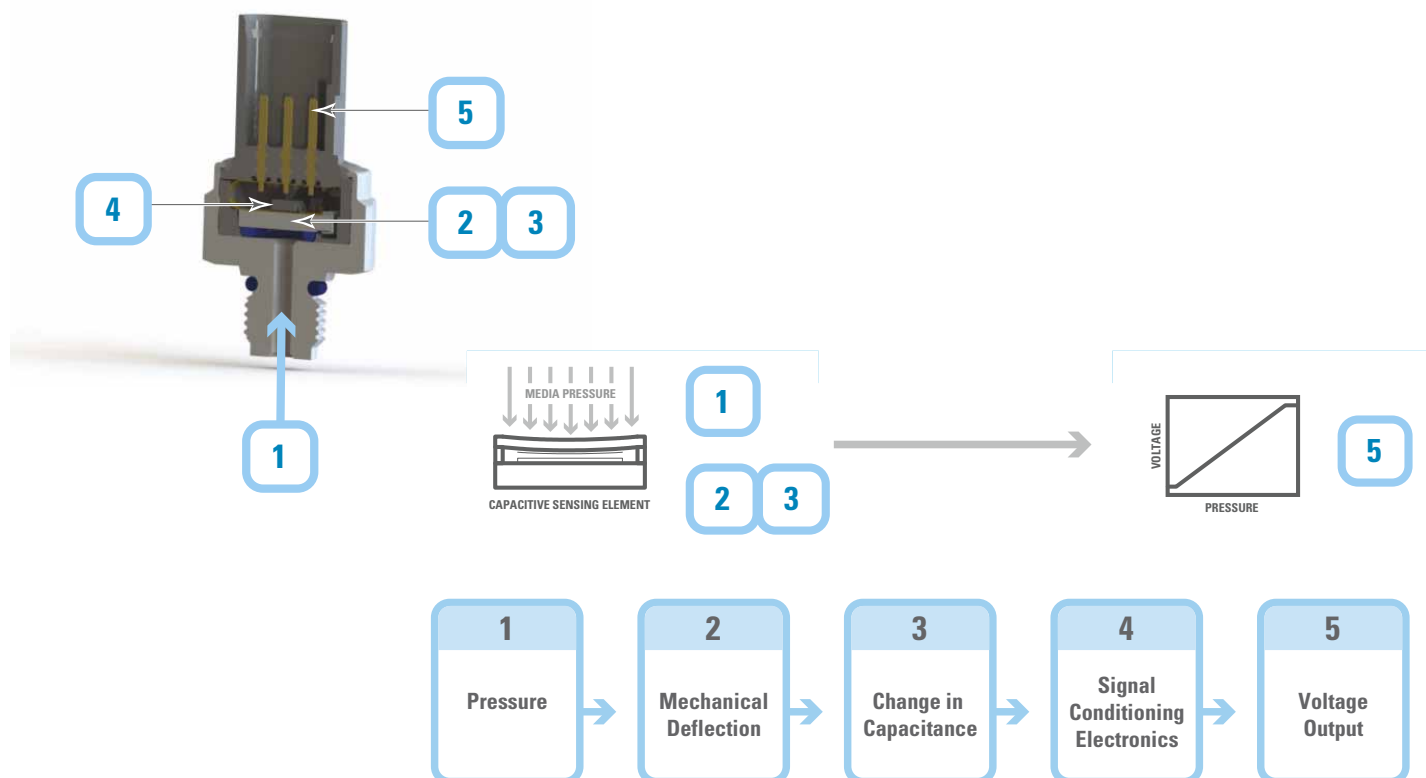 5
4
2
3
1
MEDIA PRESSURE
1
CAPACITIVE SENSING ELEMENT
2
3
VOLTAGE
PRESSURE
5
1
Pressure
2
Mechanical
Deflection
3
Change in
Capacitance
4
Signal
Conditioning
Electronics
5
Voltage
Output